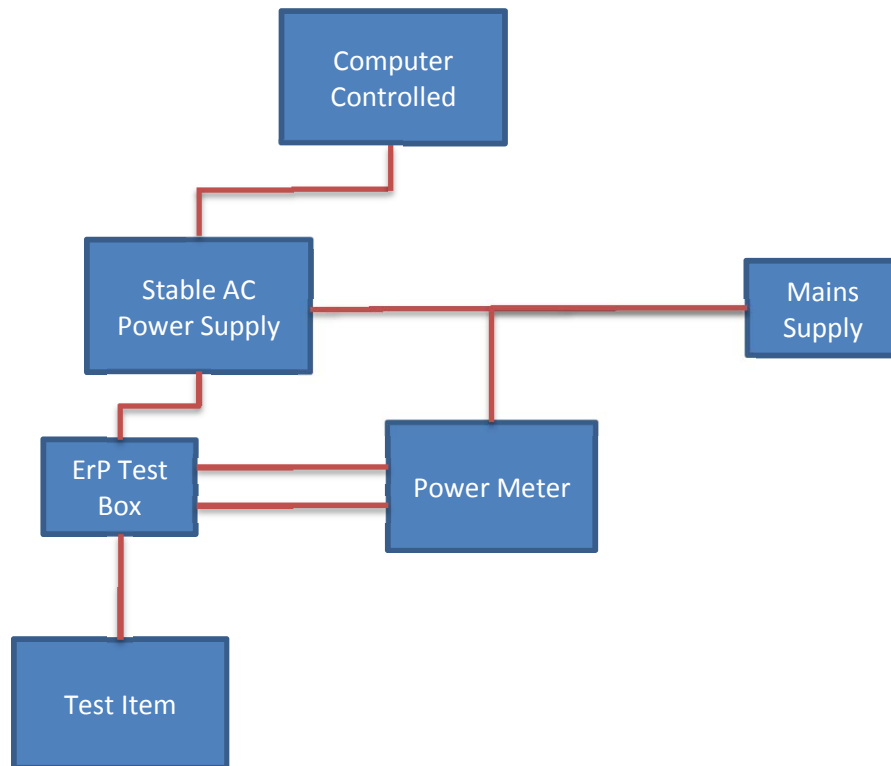 Computer
Controlled
Stable AC
Power Supply
Mains
Supply
ErP Test
Box
Power Meter
Test Item